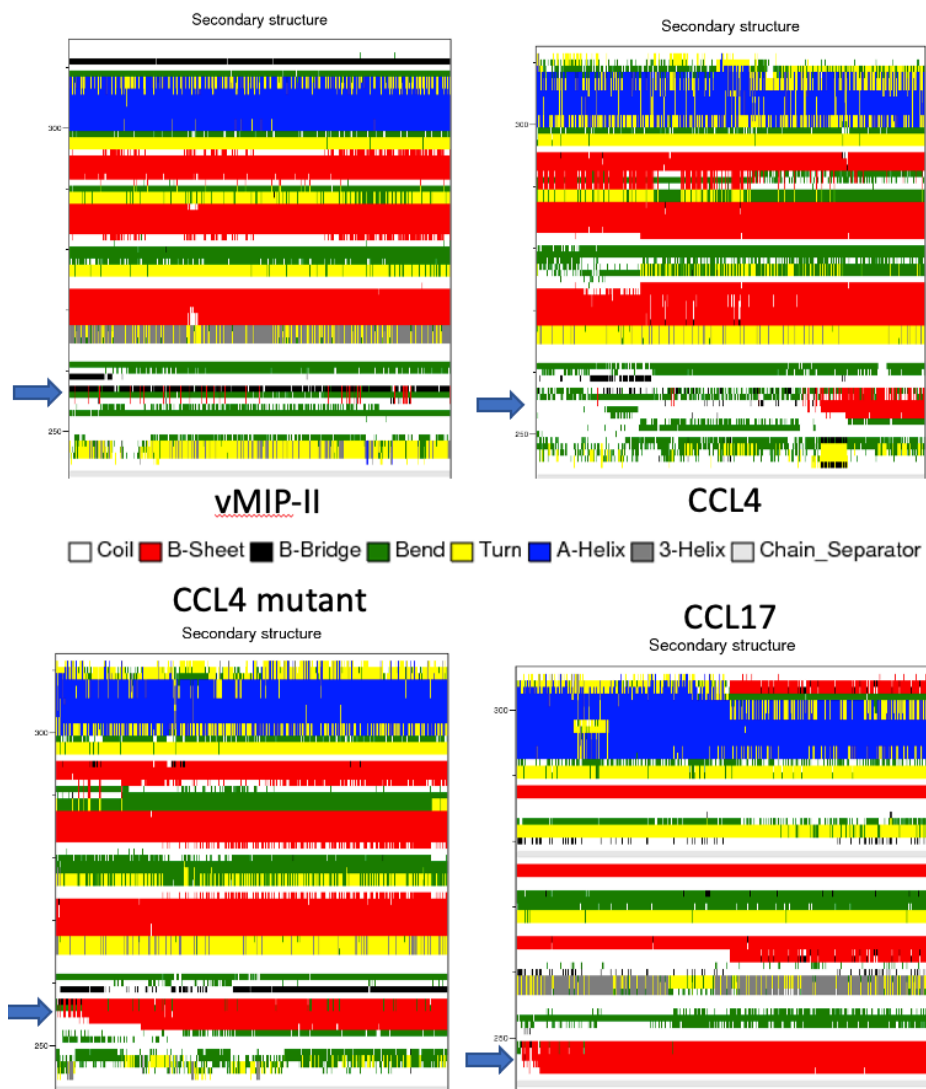 Secondary structure
Secondary structure
300
250
300
250
vMIP-II
CCL4
Coil B-Sheet B-Bridge Bend Turn A-Helix 3-Helix Chain_Separator
CCL4 mutant
CCL17
Secondary structure
Secondary structure
300
250
300
250